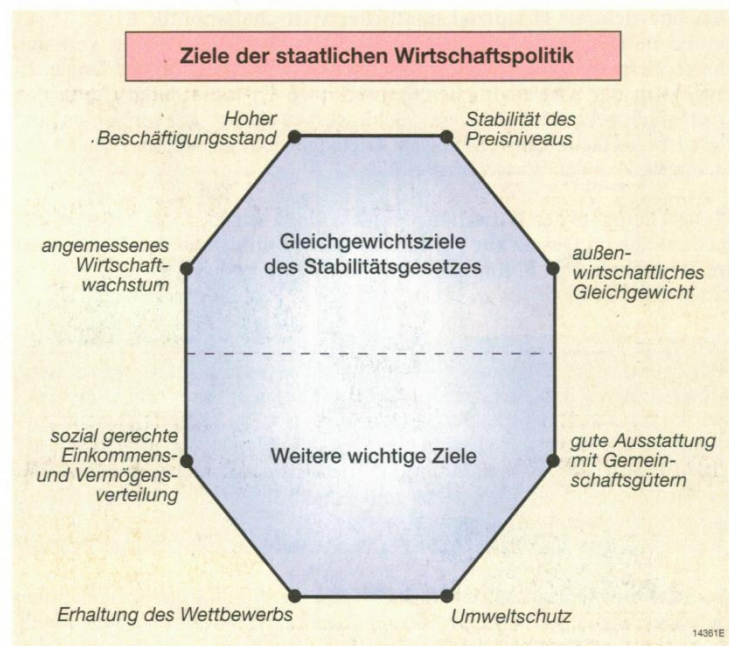 Ziele der staatlichen Wirtschaftspolitik
Hoher
Beschäftigungsstand
Stabilität des
Preisniveaus
angemessenes
Wirtschaft-
wachstum
Gleichgewichtsziele
des Stabilitätsgesetzes
außen-
wirtschaftliches
Gleichgewicht
sozial gerechte
Einkommens-
und Vermögens-
verteilung
Weitere wichtige Ziele
gute Ausstattung
mit Gemein-
schaftsgütern
Erhaltung des Wettbewerbs
Umweltschutz
14361E